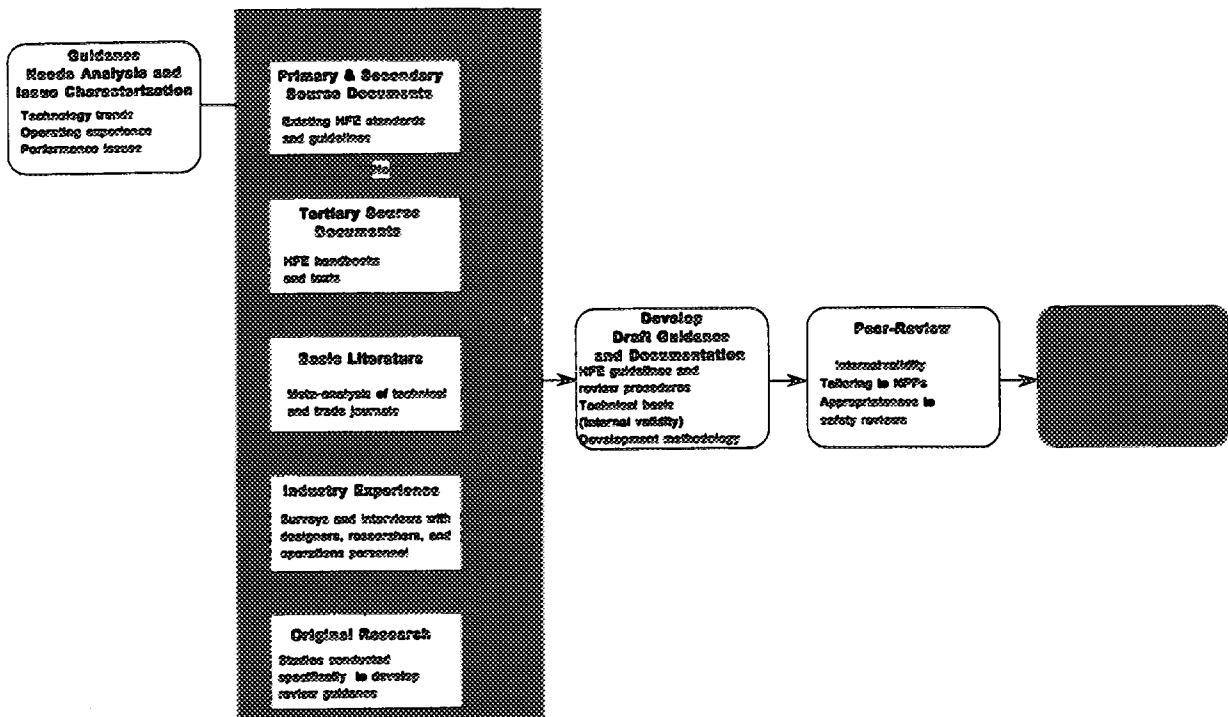 Guidance
Needs Analysis and
Issue Characterization
Technology trends
Operating experience
Performance issues
Primary & Secondary
Source Documents
Existing HFE standards
and guidelines
No
Tertiary Source
Documents
HFE handbooks
and texts
Basic Literature
Meta-analysis of technical
and trade journals
Industry Experience
Surveys and interviews with
designers, researchers, and
operations personnel
Original Research
Studies conducted
specifically to develop
review guidance
Develop
Draft Guidance
and Documentation
HFE guidelines and
review procedures
Technical basis
(internal validity)
Development methodology
Peer-Review
Internal validity
Tailoring to NPPs
Appropriateness to
safety reviews